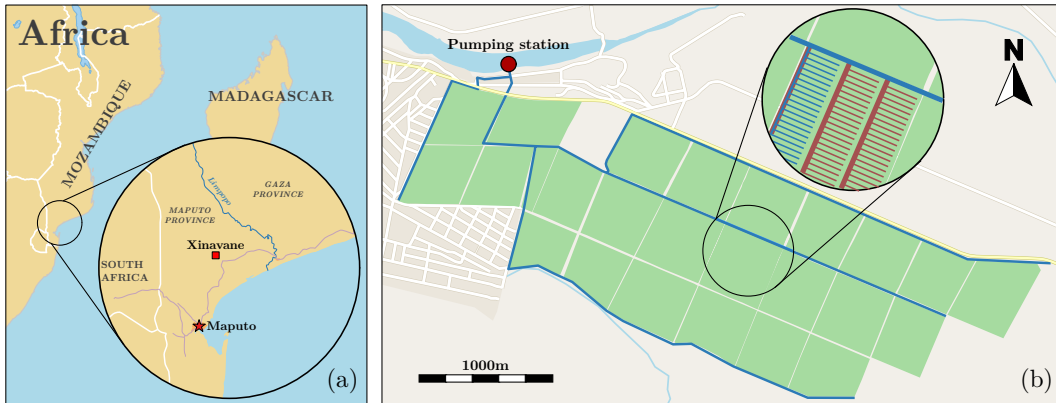 Africa
MOZAMBIQUE
MADAGASCAR
Limpopo
GAZA
PROVINCE
MAPUTO
PROVINCE
Xinavane
SOUTH
AFRICA
Maputo
(a)
Pumping station
N
1000m
(b)